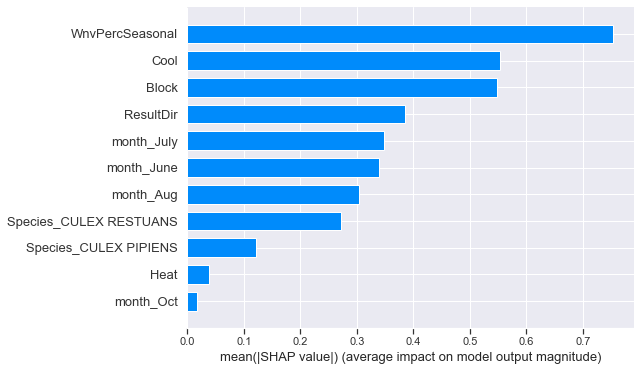 WnvPercSeasonal
Cool
Block
ResultDir
month_July
month_June
month_Aug
Species_CULEX RESTUANS
Species_CULEX PIPIENS
Heat
month_Oct
0.0 0.1 0.2 0.3 0.4 0.5 0.6 0.7
mean(|SHAP value|) (average impact on model output magnitude)